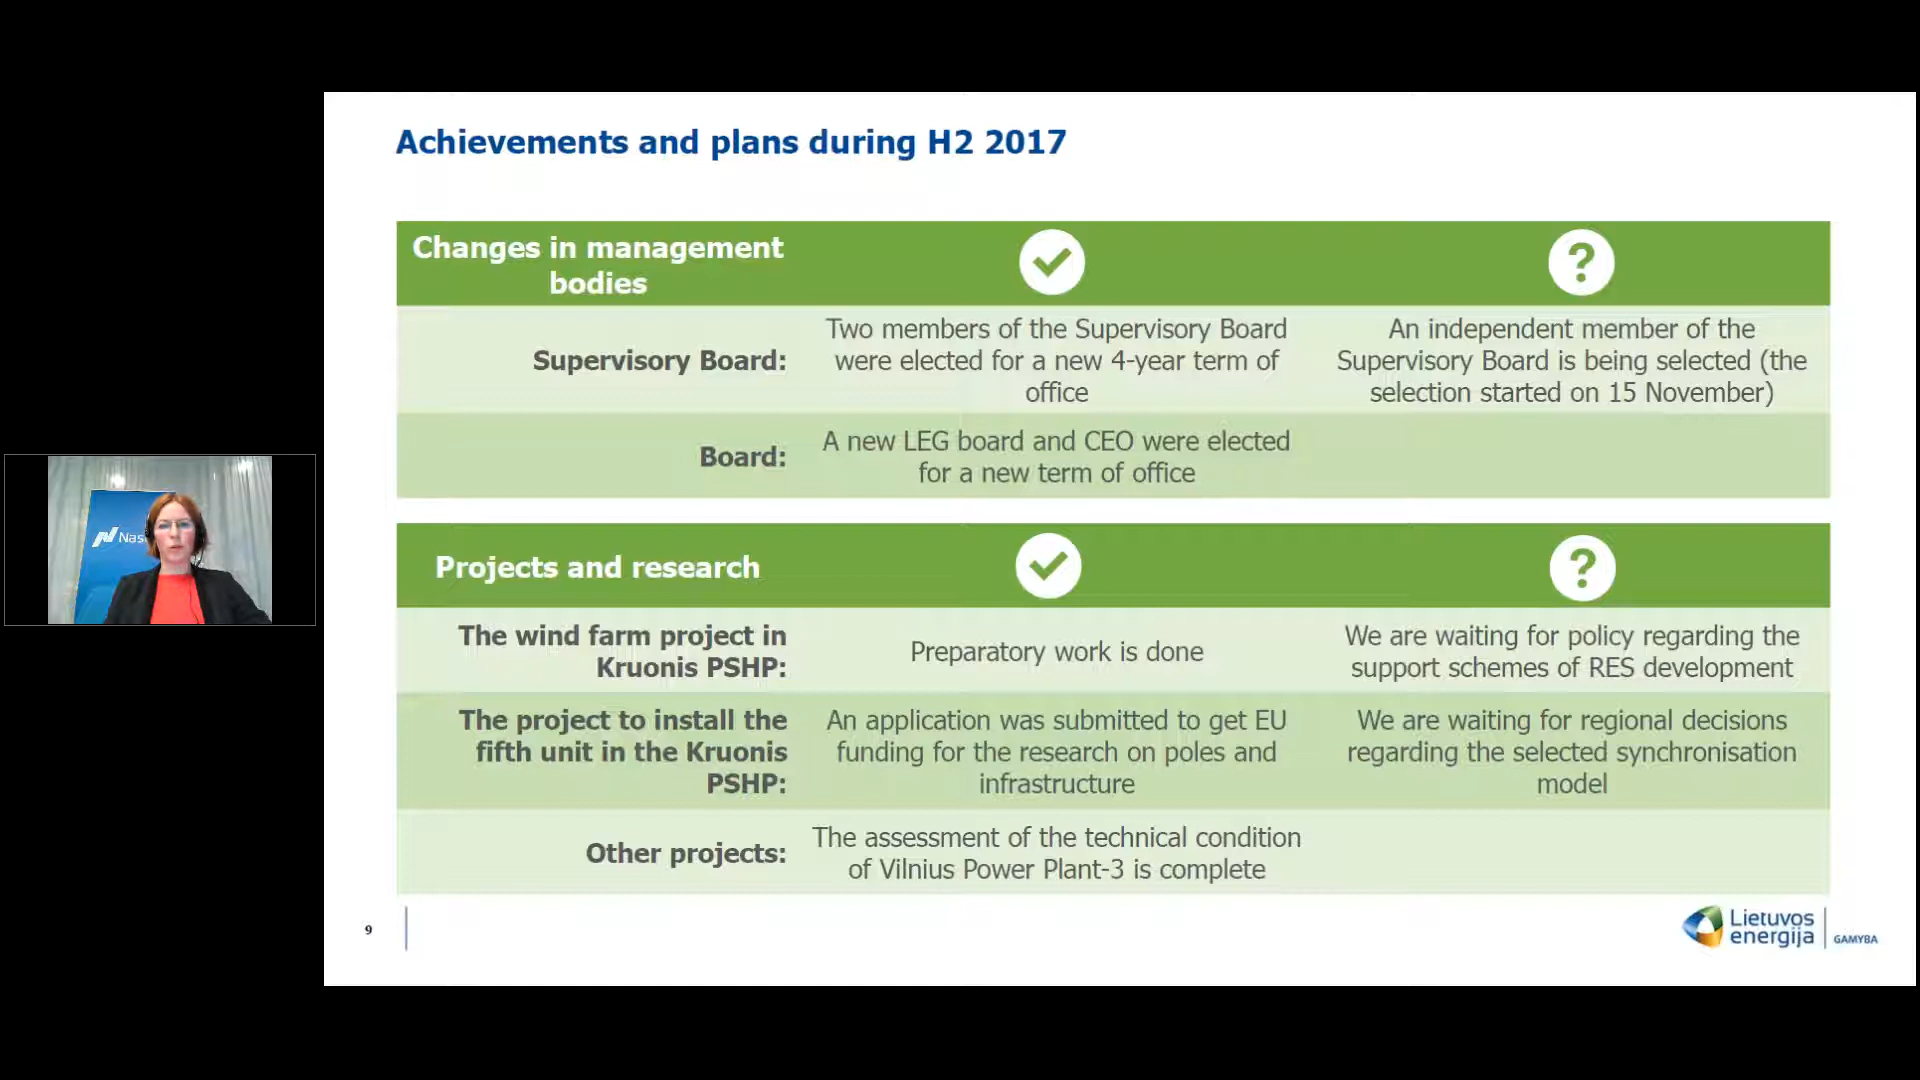 Achievements and plans during H2 2017
Changes in management
bodies
Supervisory Board:
Two members of the Supervisory Board
were elected for a new 4-year term of
office
An independent member of the
Supervisory Board is being selected (the
selection started on 15 November)
Board:
A new LEG board and CEO were elected
for a new term of office
Projects and research
The wind farm project in
Kruonis PSHP:
Preparatory work is done
We are waiting for policy regarding the
support schemes of RES development
The project to install the
fifth unit in the Kruonis
PSHP:
An application was submitted to get EU
funding for the research on poles and
infrastructure
We are waiting for regional decisions
regarding the selected synchronisation
model
Other projects:
The assessment of the technical condition
of Vilnius Power Plant-3 is complete
9
Lietuvos
energija
GAMYBA
Nas